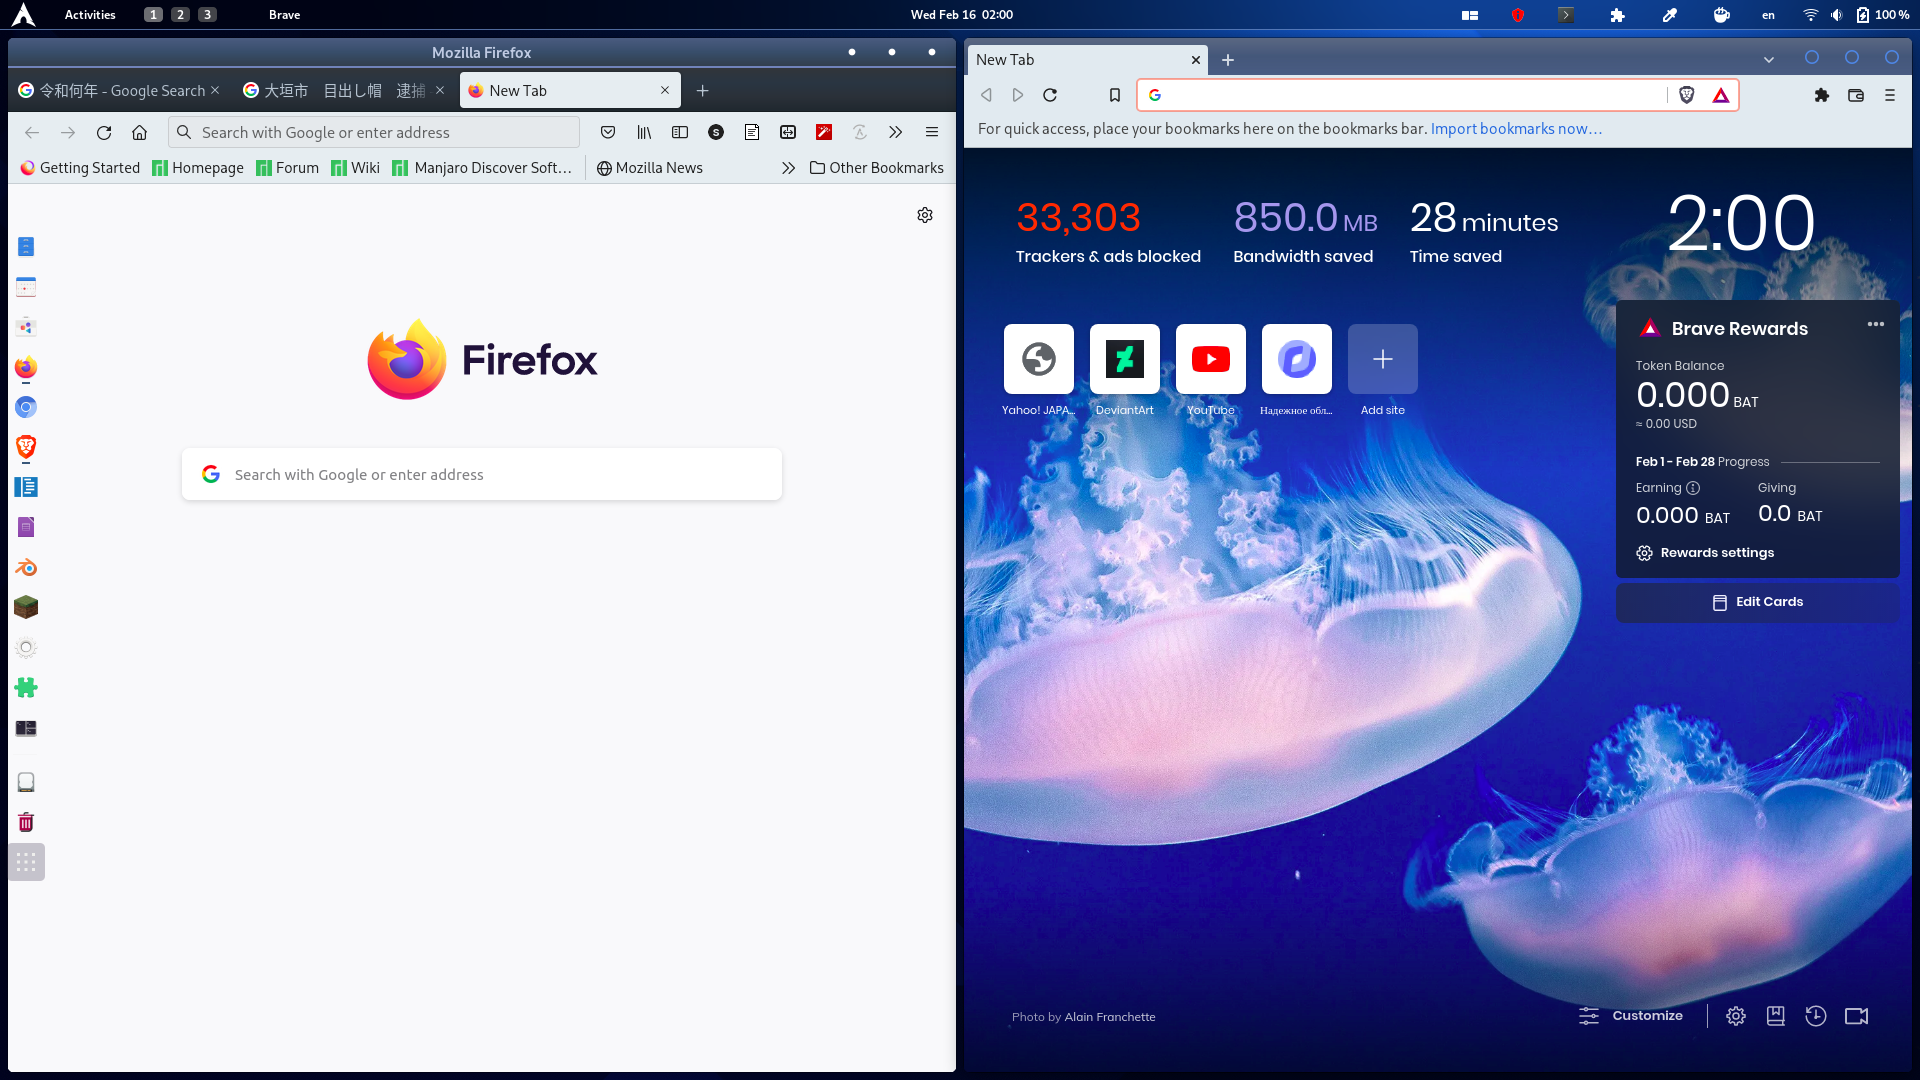 Activities 1 2 3 Brave Wed Feb 16 02:00 en 100 %
Mozilla Firefox
令和何年 - Google Search
大垣市　目出し帽　逮捕
New Tab
Search with Google or enter address
Getting Started Homepage Forum Wiki Manjaro Discover Soft… Mozilla News Other Bookmarks
Firefox
Search with Google or enter address
New Tab
For quick access, place your bookmarks here on the bookmarks bar. Import bookmarks now…
33,303
Trackers & ads blocked
850.0 MB
Bandwidth saved
28 minutes
Time saved
2:00
Yahoo! JAPA... DeviantArt YouTube Надежное обл... Add site
Brave Rewards
Token Balance
0.000 BAT
≈ 0.00 USD
Feb 1 - Feb 28 Progress
Earning Giving
0.000 BAT 0.0 BAT
Rewards settings
Edit Cards
Photo by Alain Franchette
Customize